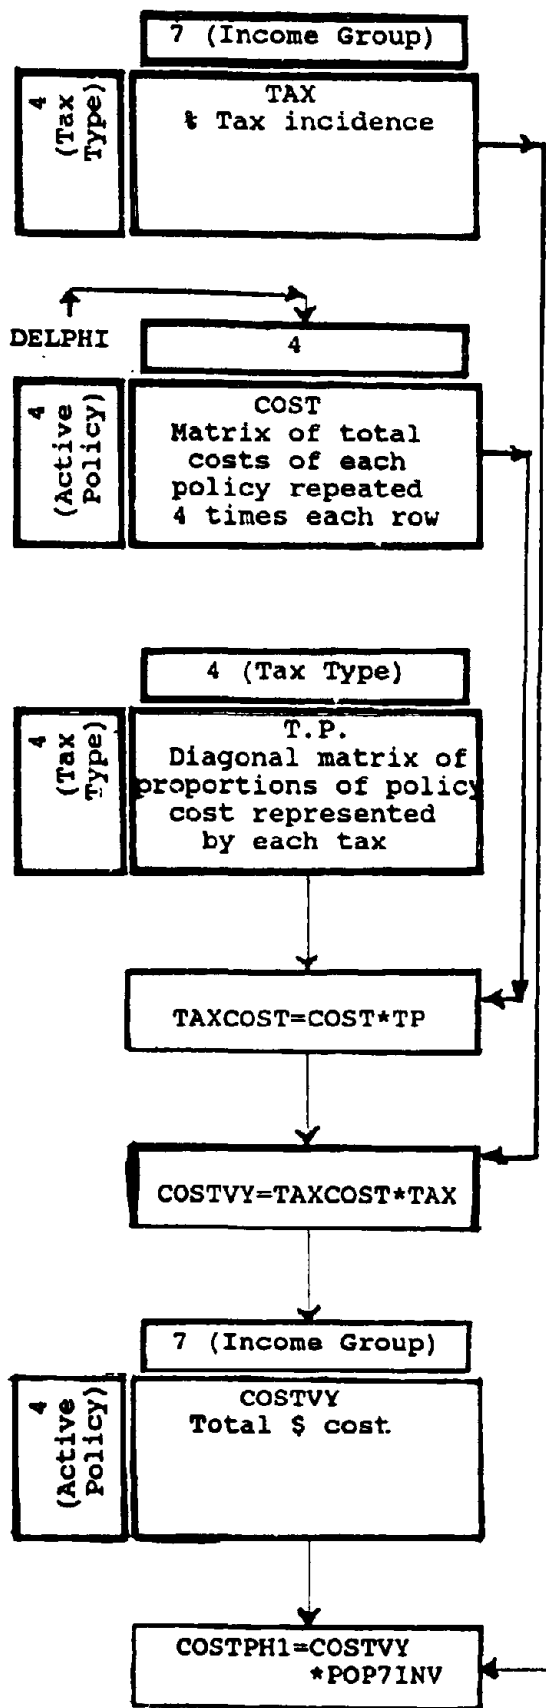 7 (Income Group)
4
(Tax
Type)
TAX
% Tax incidence
DELPHI
4
4
(Active
Policy)
COST
Matrix of total
costs of each
policy repeated
4 times each row
4 (Tax Type)
4
(Tax
Type)
T.P.
Diagonal matrix of
proportions of policy
cost represented
by each tax
TAXCOST=COST*TP
COSTVY=TAXCOST*TAX
7 (Income Group)
4
(Active
Policy)
COSTVY
Total $ cost.
COSTPH1=COSTVY
*POP7INV